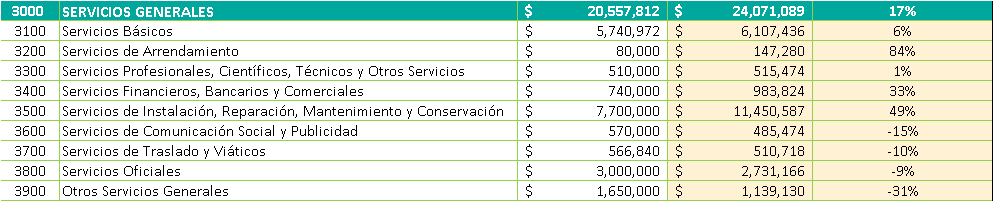 3000 SERVICIOS GENERALES $ 20,557,812 $ 24,071,089 17%
3100 Servicios Básicos $ 5,740,972 $ 6,107,436 6%
3200 Servicios de Arrendamiento $ 80,000 $ 147,280 84%
3300 Servicios Profesionales, Científicos, Técnicos y Otros Servicios $ 510,000 $ 515,474 1%
3400 Servicios Financieros, Bancarios y Comerciales $ 740,000 $ 983,824 33%
3500 Servicios de Instalación, Reparación, Mantenimiento y Conservación $ 7,700,000 $ 11,450,587 49%
3600 Servicios de Comunicación Social y Publicidad $ 570,000 $ 485,474 -15%
3700 Servicios de Traslado y Viáticos $ 566,840 $ 510,718 -10%
3800 Servicios Oficiales $ 3,000,000 $ 2,731,166 -9%
3900 Otros Servicios Generales $ 1,650,000 $ 1,139,130 -31%